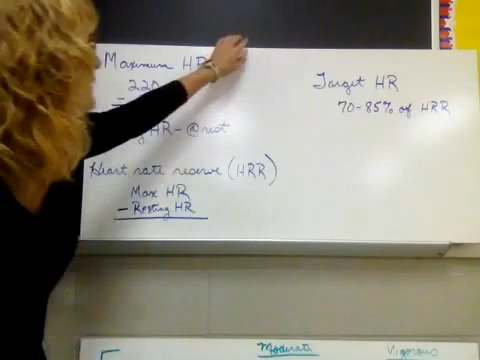 Maximum HR
220
HR-@rest
Heart rate reserve (HRR)
Max HR
- Resting HR
Target HR
70-85% of HRR
Moderate
Vigorous